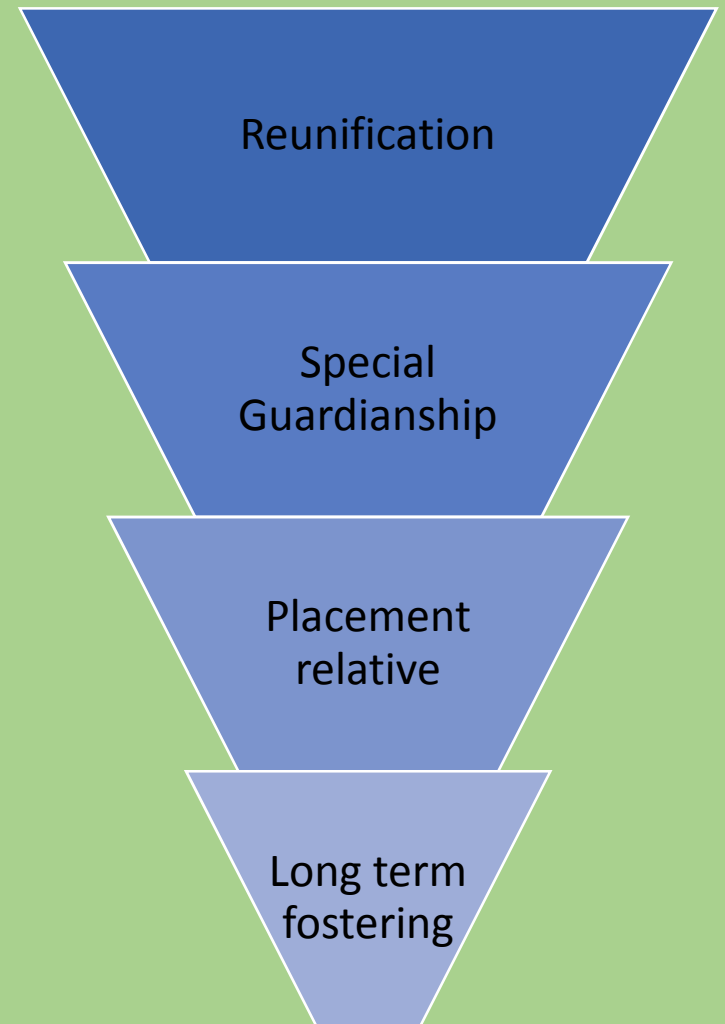 Reunification
Special
Guardianship
Placement
relative
Long term
fostering